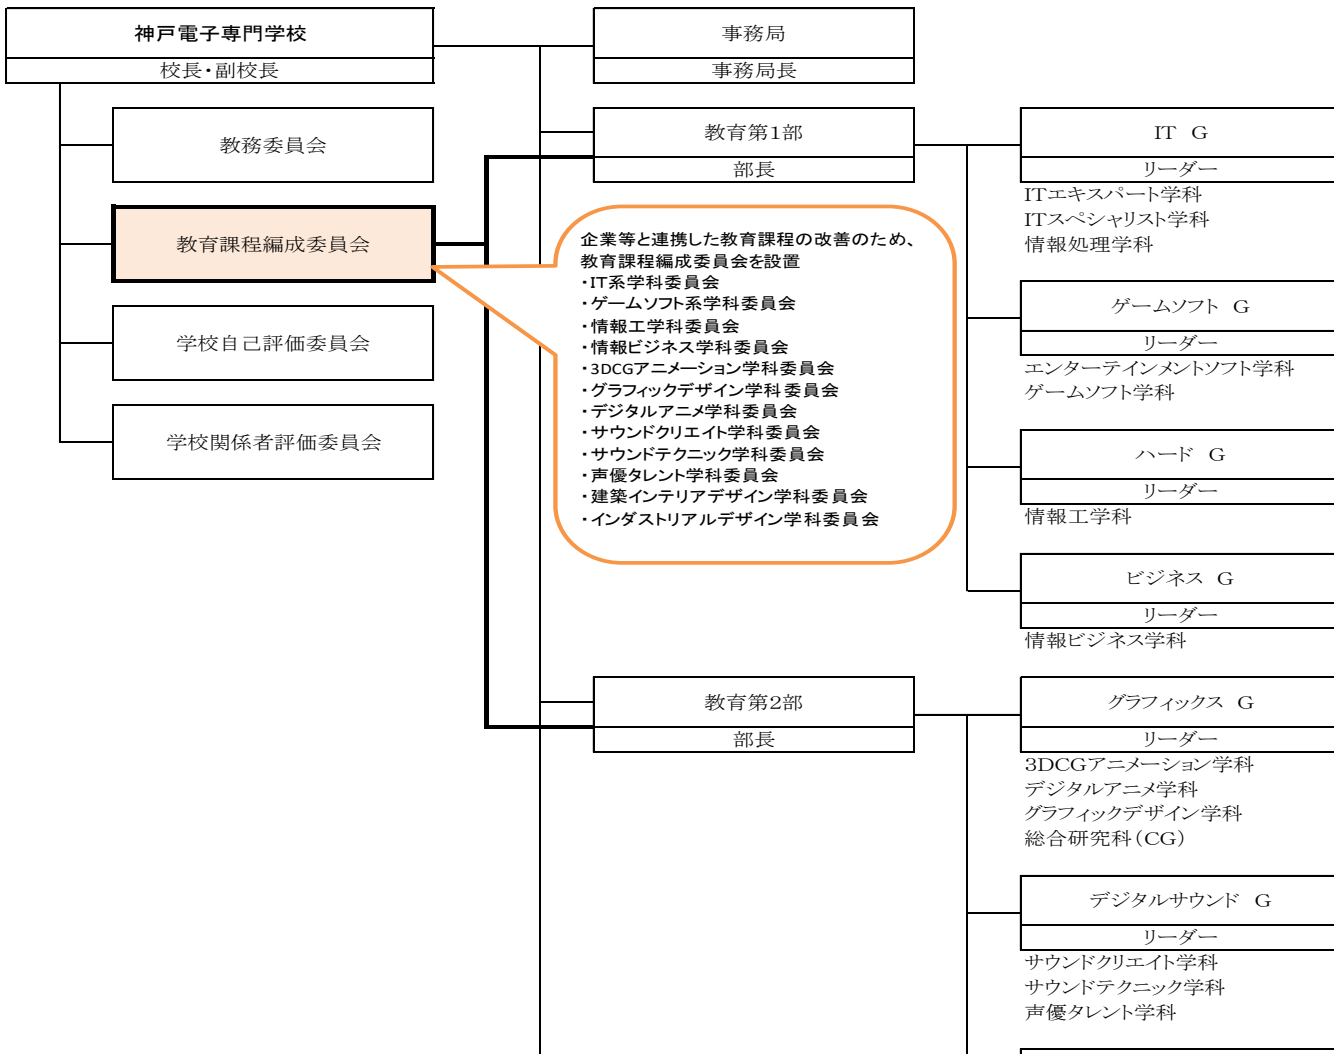 神戸電子専門学校
校長・副校長
教務委員会
教育課程編成委員会
学校自己評価委員会
学校関係者評価委員会
事務局
事務局長
教育第1部
部長
企業等と連携した教育課程の改善のため、
教育課程編成委員会を設置
・IT系学科委員会
・ゲームソフト系学科委員会
・情報工学科委員会
・情報ビジネス学科委員会
・3DCGアニメーション学科委員会
・グラフィックデザイン学科委員会
・デジタルアニメ学科委員会
・サウンドクリエイト学科委員会
・サウンドテクニック学科委員会
・声優タレント学科委員会
・建築インテリアデザイン学科委員会
・インダストリアルデザイン学科委員会
教育第2部
部長
IT G
リーダー
ITエキスパート学科
ITスペシャリスト学科
情報処理学科
ゲームソフト G
リーダー
エンターテインメントソフト学科
ゲームソフト学科
ハード G
リーダー
情報工学科
ビジネス G
リーダー
情報ビジネス学科
グラフィックス G
リーダー
3DCGアニメーション学科
デジタルアニメ学科
グラフィックデザイン学科
総合研究科(CG)
デジタルサウンド G
リーダー
サウンドクリエイト学科
サウンドテクニック学科
声優タレント学科